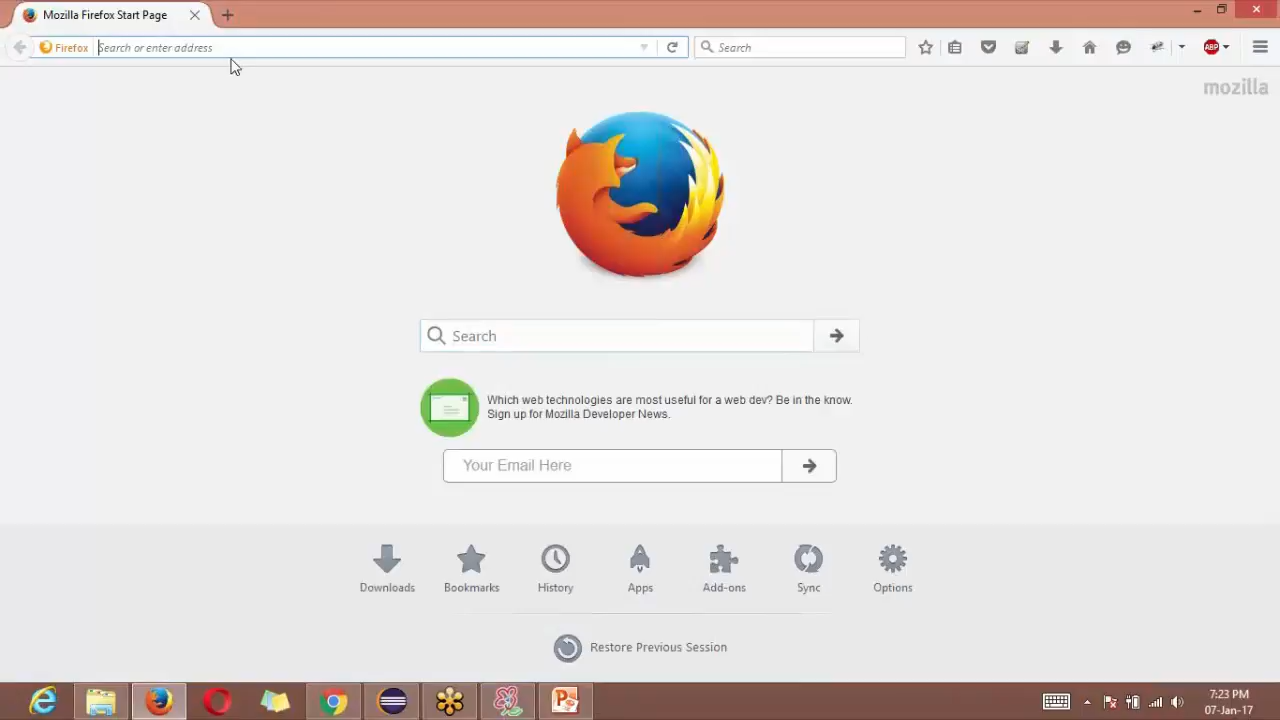 Mozilla Firefox Start Page
Firefox
Search or enter address
Search
ABP
mozilla
Search
Which web technologies are most useful for a web dev? Be in the know.
Sign up for Mozilla Developer News.
Your Email Here
Downloads
Bookmarks
History
Apps
Add-ons
Sync
Options
Restore Previous Session
7:23 PM
07-Jan-17